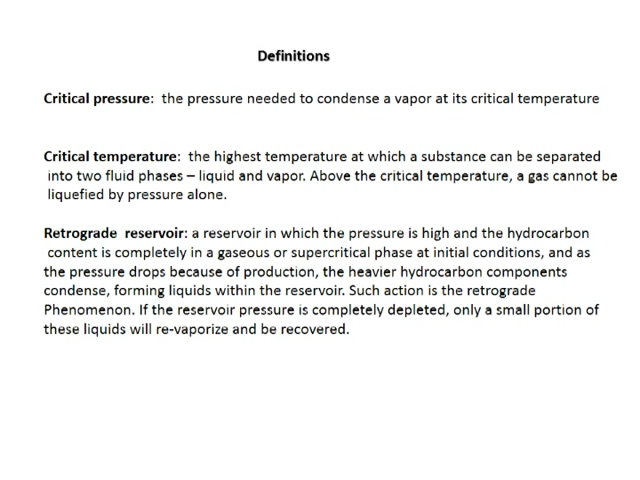 Definitions
Critical pressure: the pressure needed to condense a vapor at its critical temperature
Critical temperature: the highest temperature at which a substance can be separated
into two fluid phases – liquid and vapor. Above the critical temperature, a gas cannot be
liquefied by pressure alone.
Retrograde reservoir: a reservoir in which the pressure is high and the hydrocarbon
content is completely in a gaseous or supercritical phase at initial conditions, and as
the pressure drops because of production, the heavier hydrocarbon components
condense, forming liquids within the reservoir. Such action is the retrograde
Phenomenon. If the reservoir pressure is completely depleted, only a small portion of
these liquids will re-vaporize and be recovered.